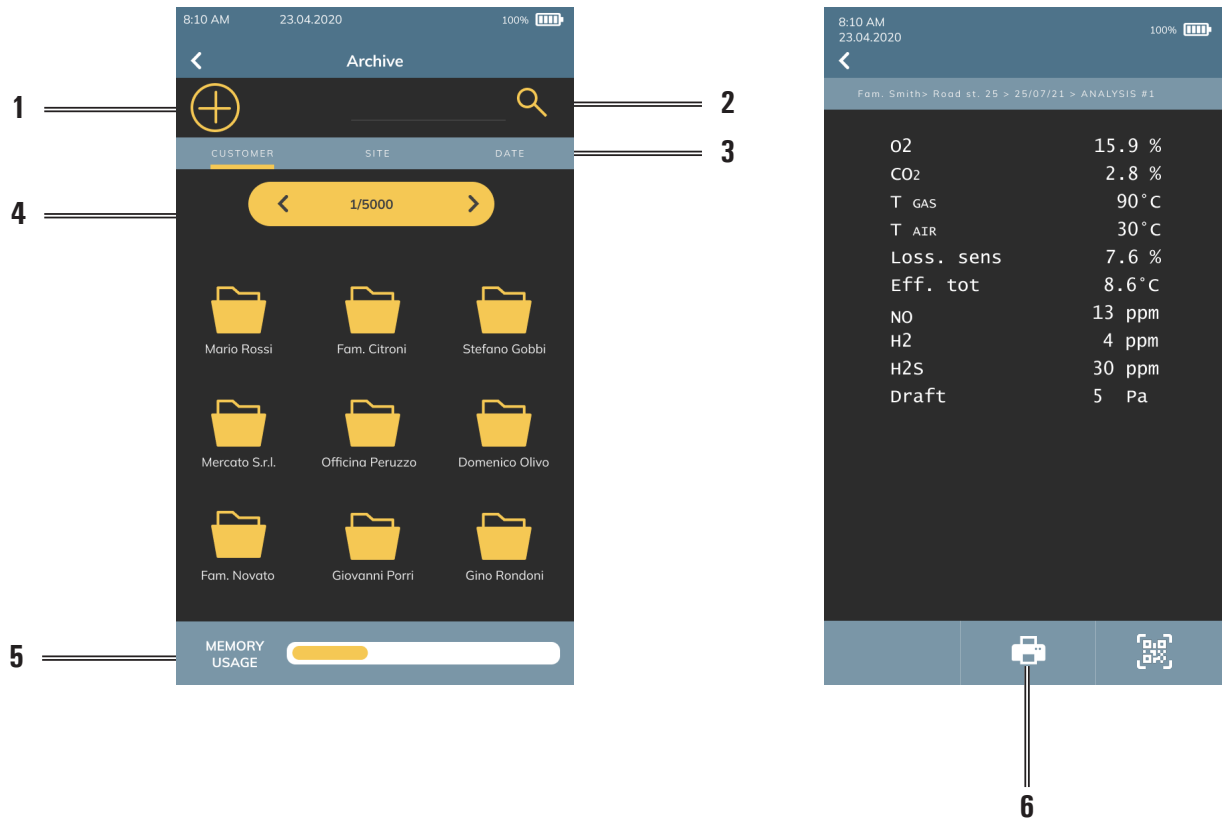 8:10 AM 23.04.2020 100%
Archive
1
2
CUSTOMER SITE DATE
3
4
1/5000
Mario Rossi Fam. Citroni Stefano Gobbi
Mercato S.r.l. Officina Peruzzo Domenico Olivo
Fam. Novato Giovanni Porri Gino Rondoni
5
MEMORY
USAGE
8:10 AM
23.04.2020
100%
Fam. Smith> Road st. 25 > 25/07/21 > ANALYSIS #1
O2 15.9 %
CO2 2.8 %
T GAS 90°C
T AIR 30°C
Loss. sens 7.6 %
Eff. tot 8.6°C
NO 13 ppm
H2 4 ppm
H2S 30 ppm
Draft 5 Pa
6